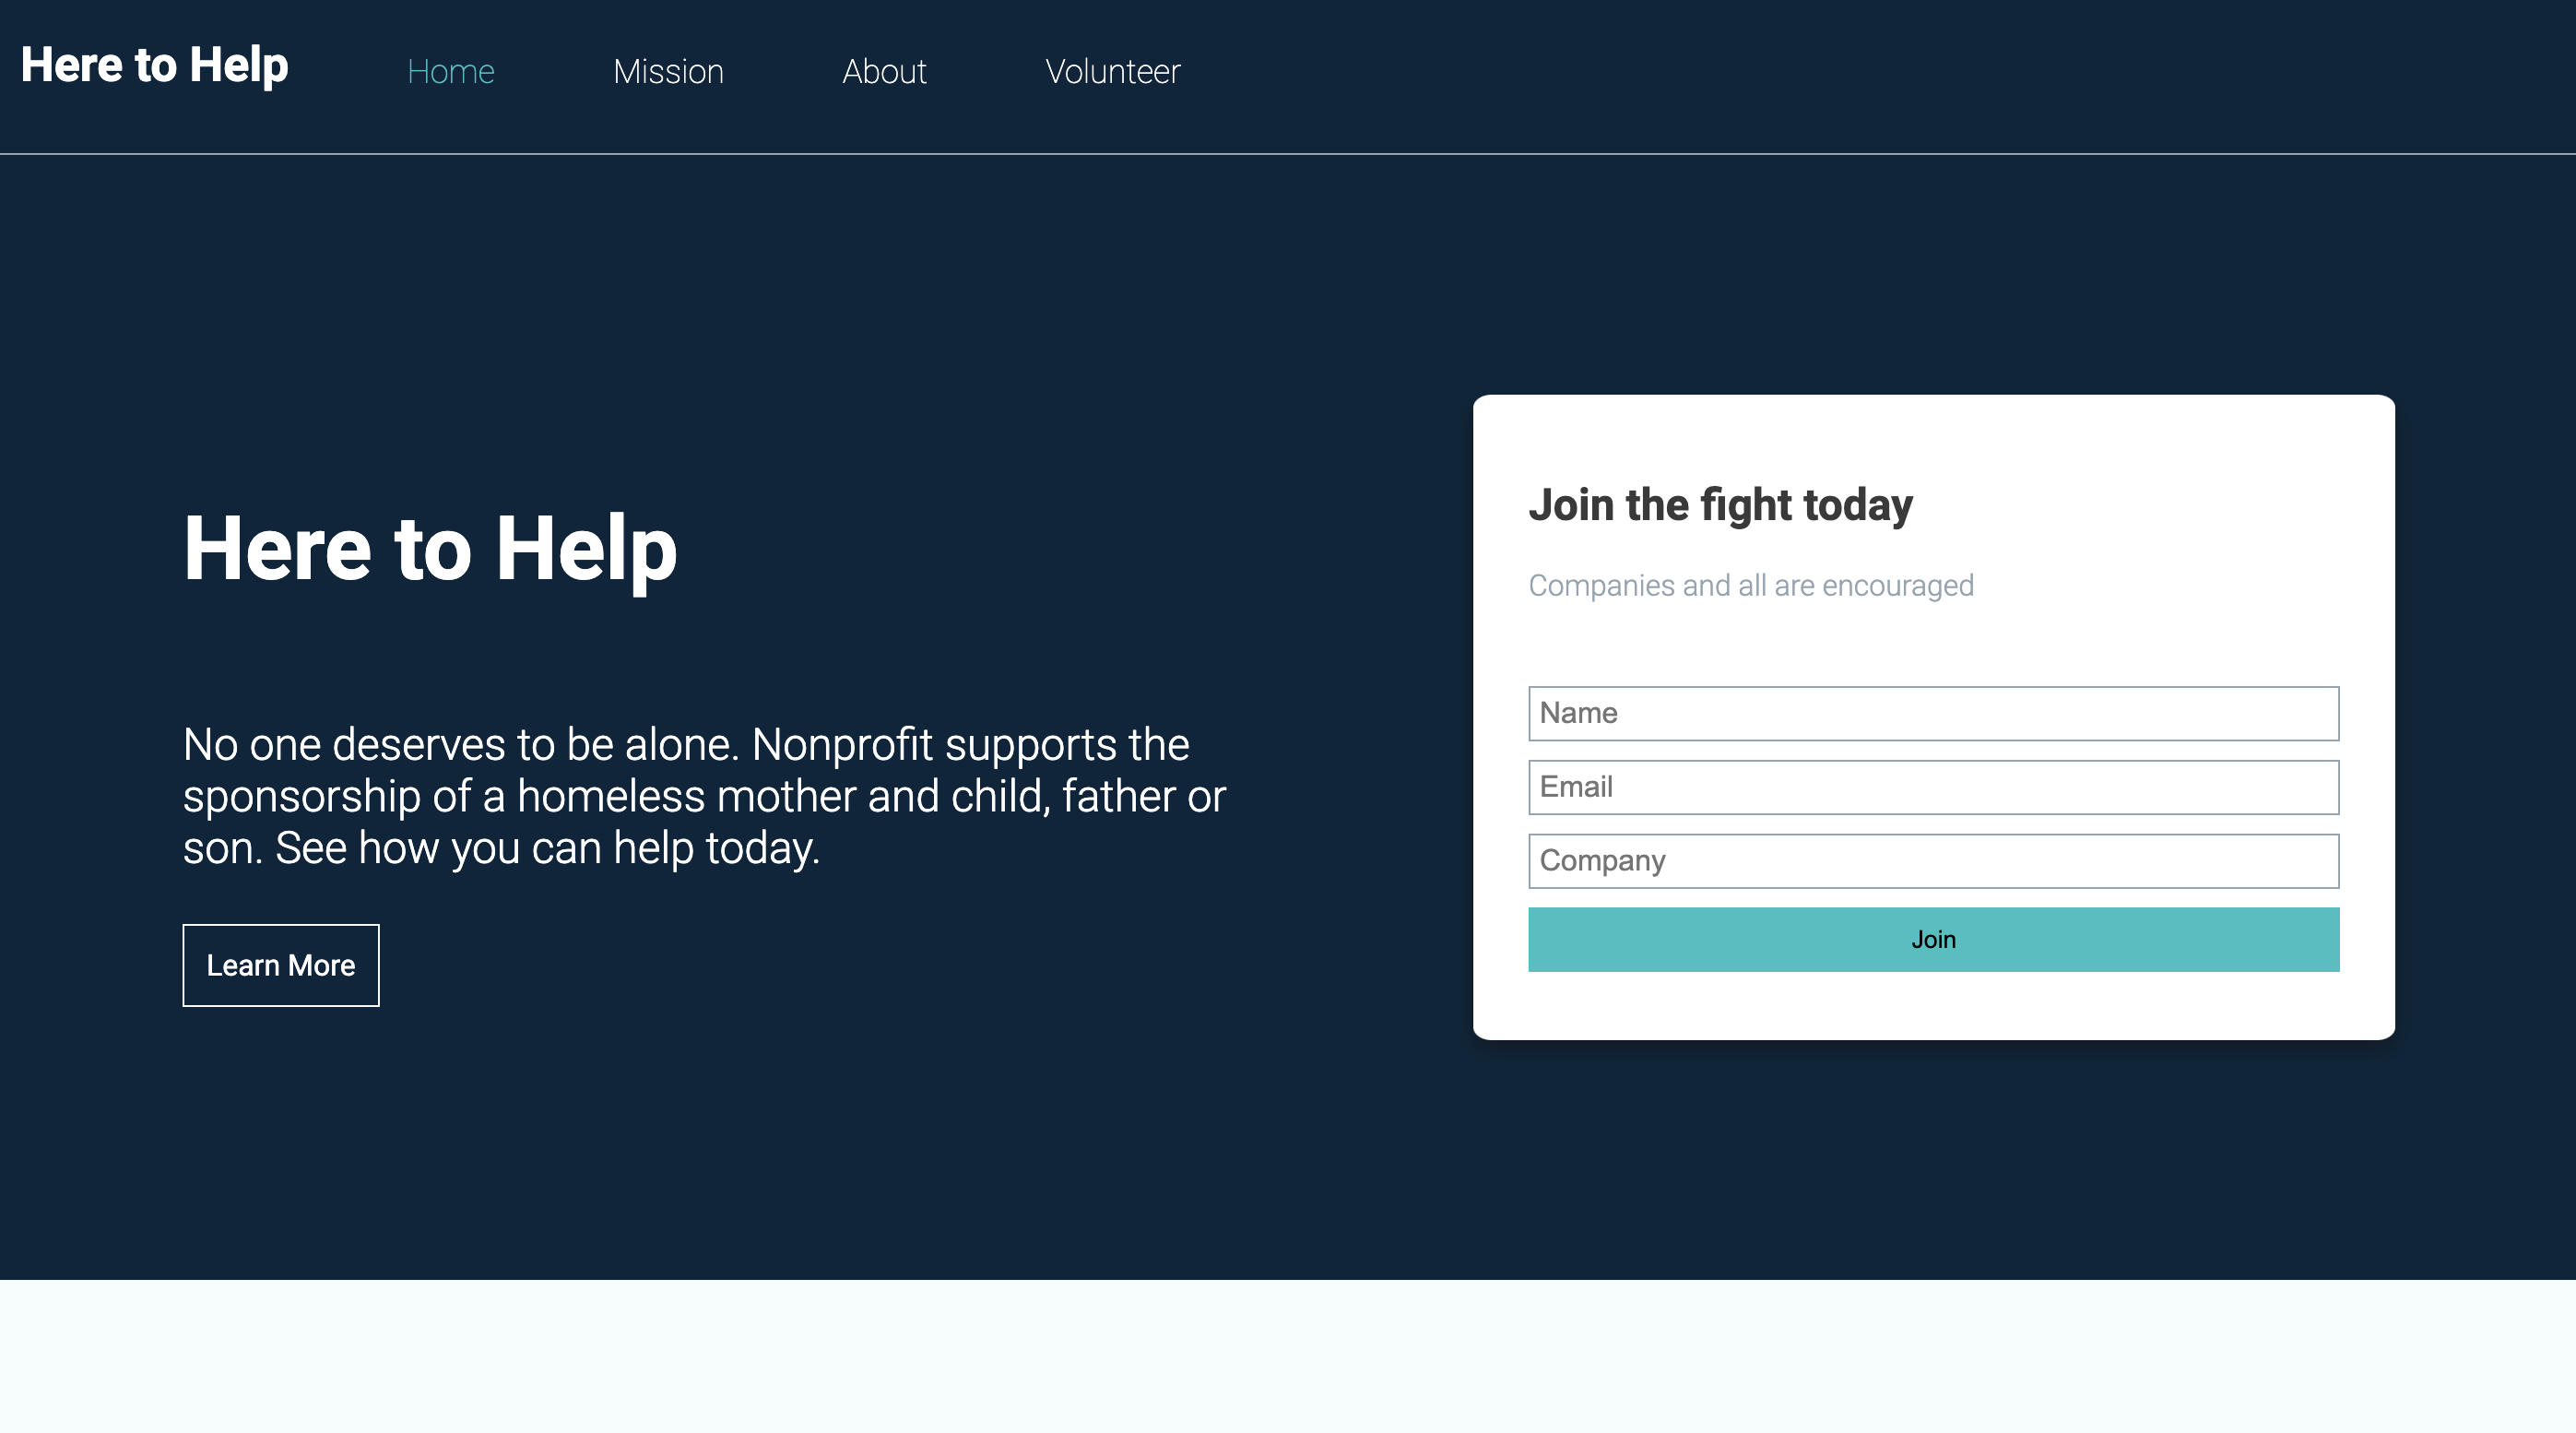 Here to Help
Home
Mission
About
Volunteer
Here to Help
No one deserves to be alone. Nonprofit supports the
sponsorship of a homeless mother and child, father or
son. See how you can help today.
Learn More
Join the fight today
Companies and all are encouraged
Name
Email
Company
Join